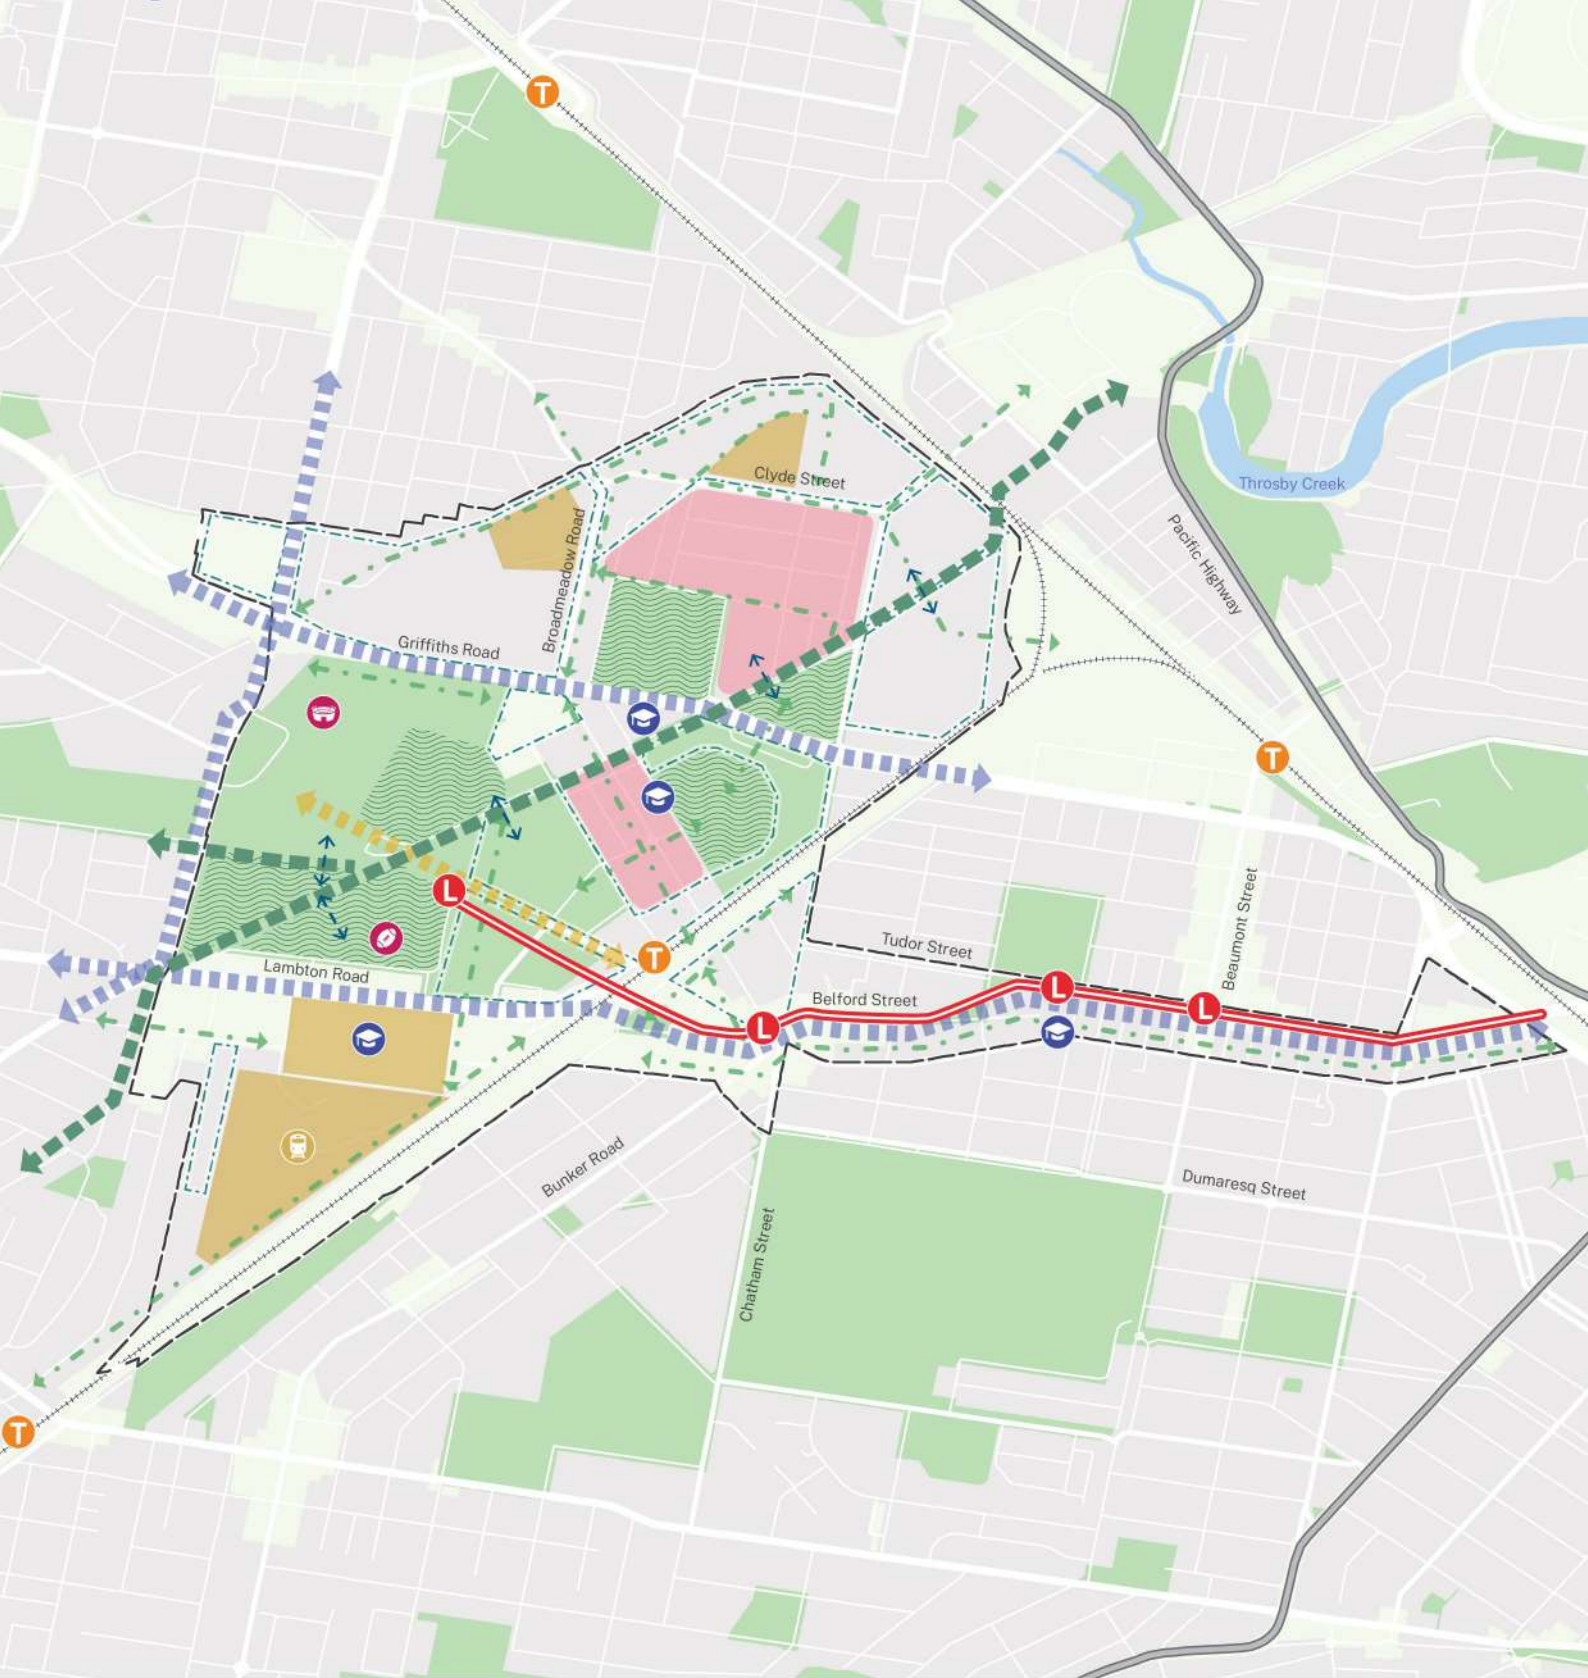 T
Clyde Street
Throsby Creek
Pacific Highway
Broadmeadow Road
Griffiths Road
T
L
Beaumont Street
Tudor Street
T
Lambton Road
L
Belford Street
L
L
Bunker Road
Dumaresq Street
Chatham Street
T